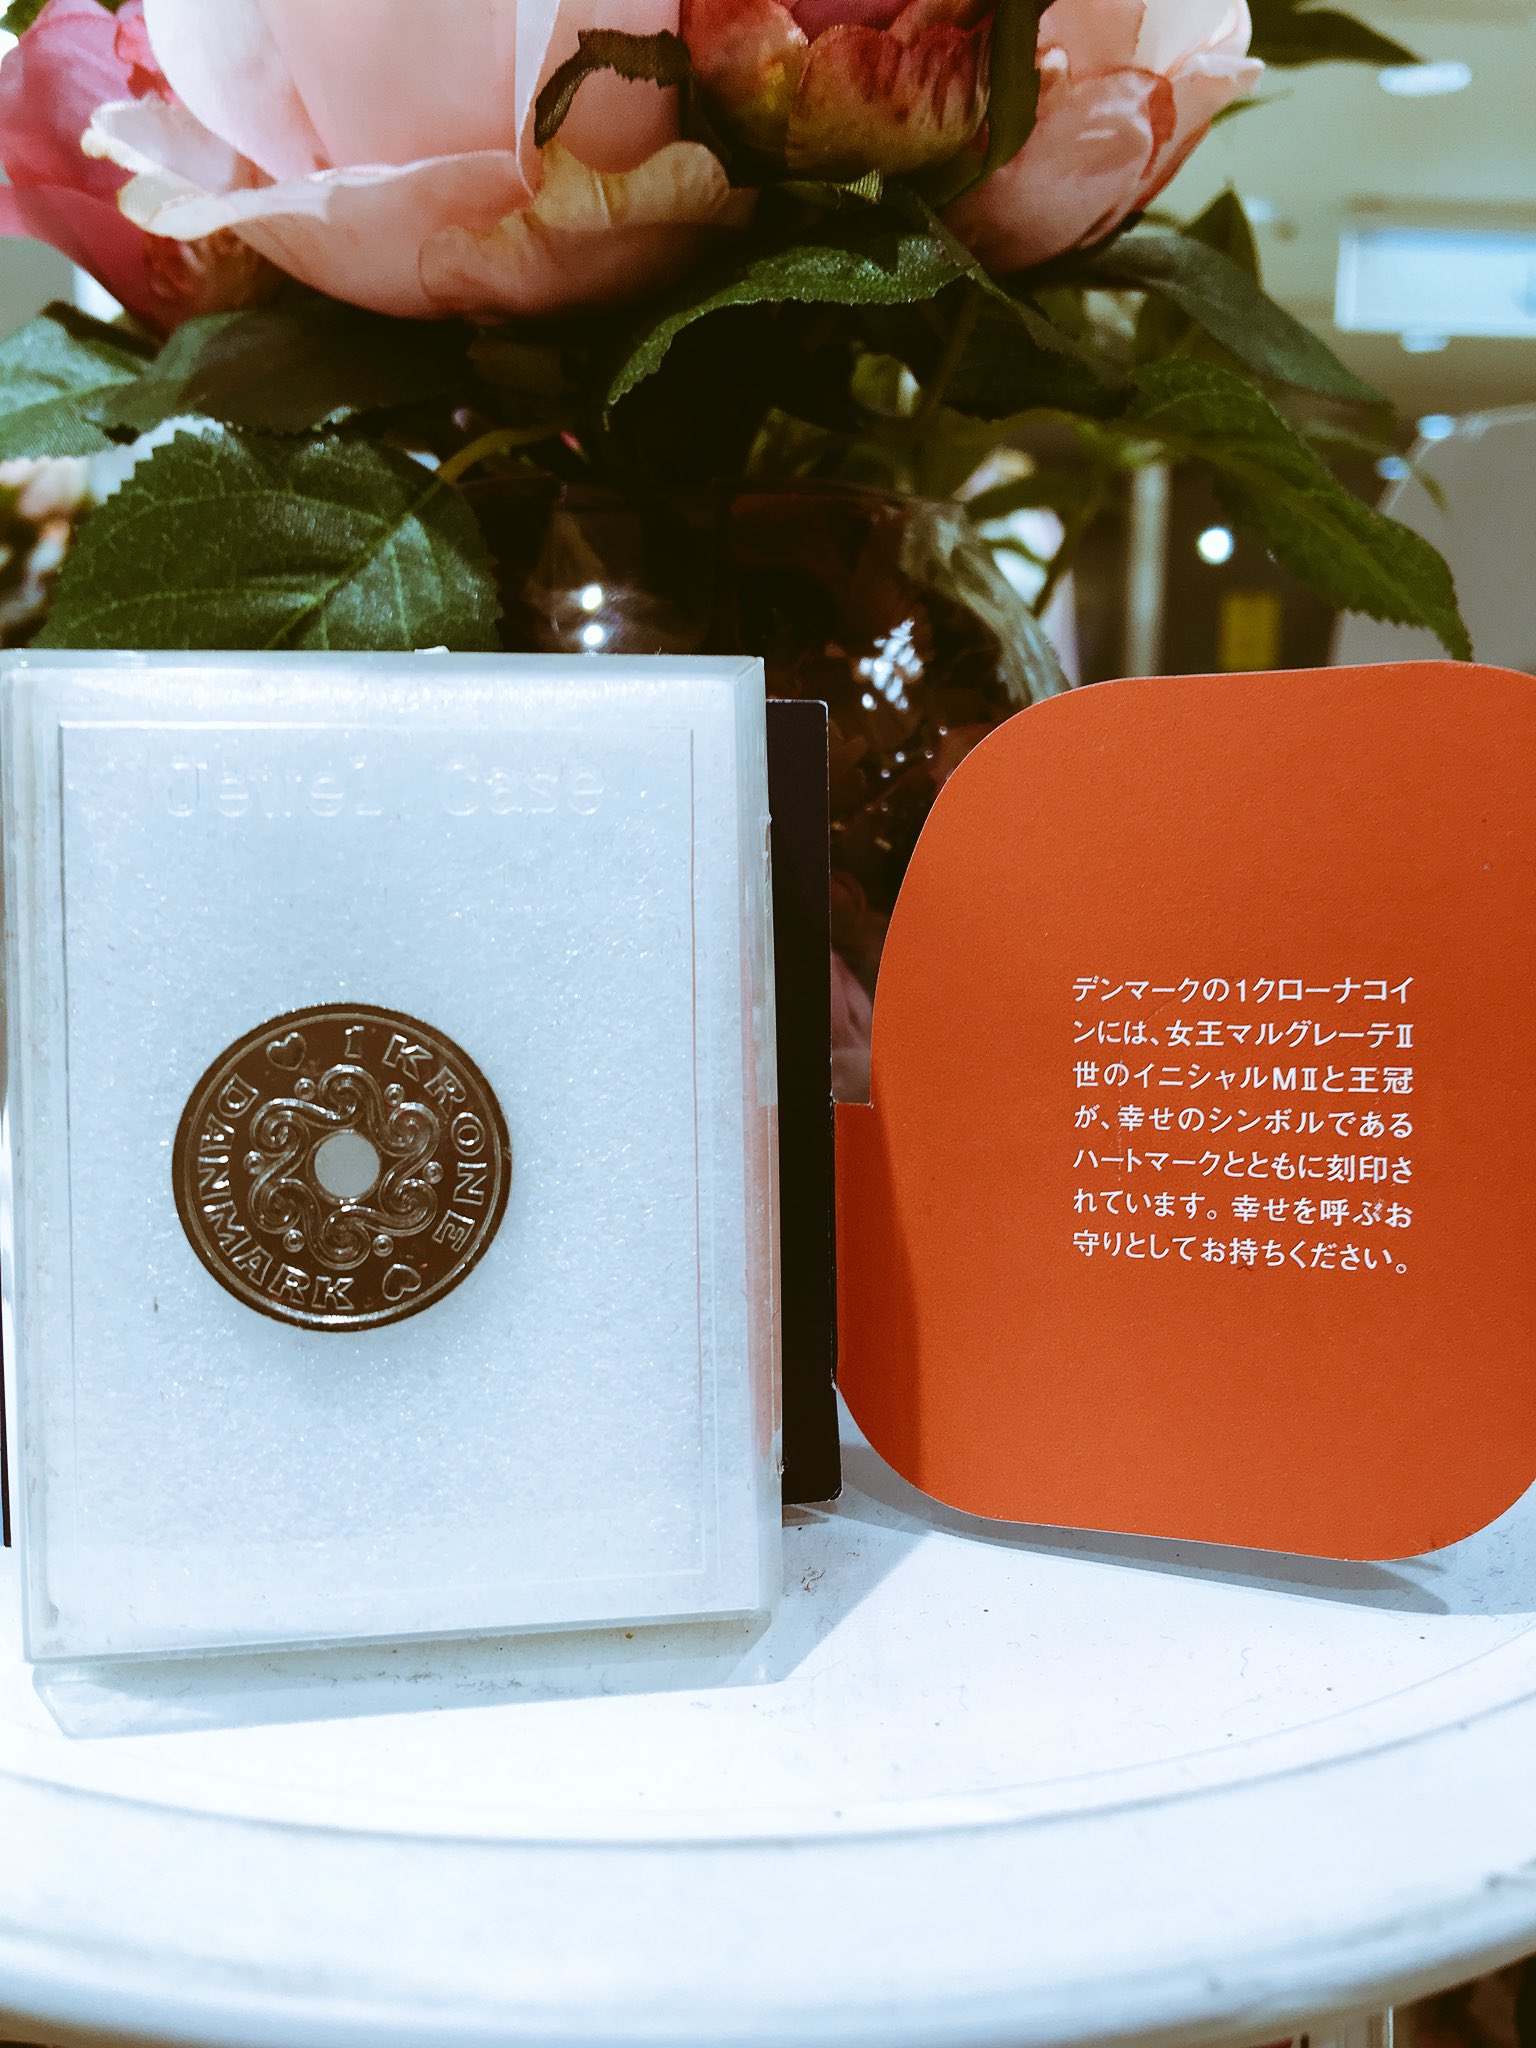 Jewel Case
1 KRONE
DANMARK
デンマークの1クローナコイ
ンには、女王マルグレーテⅡ
世のイニシャルMⅡと王冠
が、幸せのシンボルである
ハートマークとともに刻印さ
れています。幸せを呼ぶお
守りとしてお持ちください。